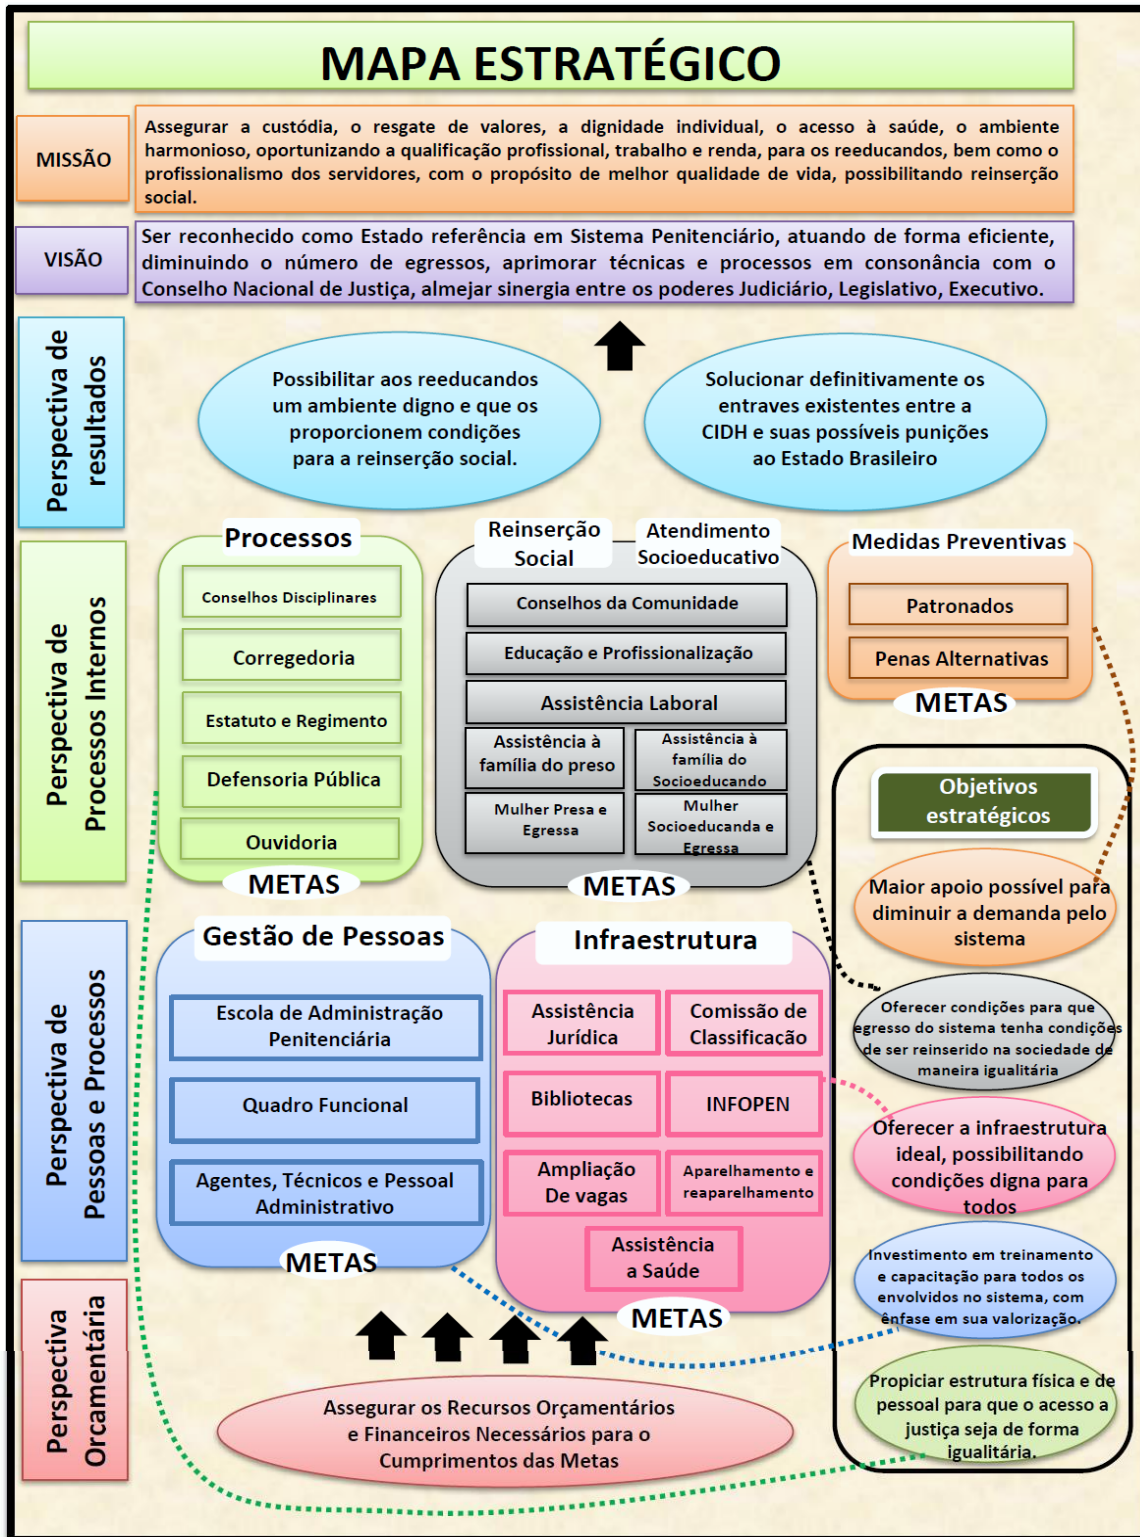 MAPA ESTRATÉGICO
MISSÃO
Assegurar a custódia, o resgate de valores, a dignidade individual, o acesso à saúde, o ambiente
harmonioso, oportunizando a qualificação profissional, trabalho e renda, para os reeducandos, bem como o
profissionalismo dos servidores, com o propósito de melhor qualidade de vida, possibilitando reinserção
social.
VISÃO
Ser reconhecido como Estado referência em Sistema Penitenciário, atuando de forma eficiente,
diminuindo o número de egressos, aprimorar técnicas e processos em consonância com o
Conselho Nacional de Justiça, almejar sinergia entre os poderes Judiciário, Legislativo, Executivo.
Perspectiva de
resultados
Possibilitar aos reeducandos
um ambiente digno e que os
proporcionem condições
para a reinserção social.
Solucionar definitivamente os
entraves existentes entre a
CIDH e suas possíveis punições
ao Estado Brasileiro
Perspectiva de
Processos Internos
Processos
Conselhos Disciplinares
Corregedoria
Estatuto e Regimento
Defensoria Pública
Ouvidoria
METAS
Reinserção
Social
Atendimento
Socioeducativo
Conselhos da Comunidade
Educação e Profissionalização
Assistência Laboral
Assistência à
família do preso
Assistência à
família do
Socioeducando
Mulher Presa e
Egressa
Mulher
Socioeducanda e
Egressa
METAS
Medidas Preventivas
Patronados
Penas Alternativas
METAS
Objetivos
estratégicos
Maior apoio possível para
diminuir a demanda pelo
sistema
Oferecer condições para que
egresso do sistema tenha condições
de ser reinserido na sociedade de
maneira igualitária
Oferecer a infraestrutura
ideal, possibilitando
condições digna para
todos
Investimento em treinamento
e capacitação para todos os
envolvidos no sistema, com
ênfase em sua valorização.
Propiciar estrutura física e de
pessoal para que o acesso a
justiça seja de forma
igualitária.
Perspectiva de
Pessoas e Processos
Gestão de Pessoas
Escola de Administração
Penitenciária
Quadro Funcional
Agentes, Técnicos e Pessoal
Administrativo
METAS
Infraestrutura
Assistência
Jurídica
Comissão de
Classificação
Bibliotecas
INFOPEN
Ampliação
De vagas
Aparelhamento e
reaparelhamento
Assistência
a Saúde
METAS
Perspectiva
Orcamentária
Assegurar os Recursos Orçamentários
e Financeiros Necessários para o
Cumprimentos das Metas